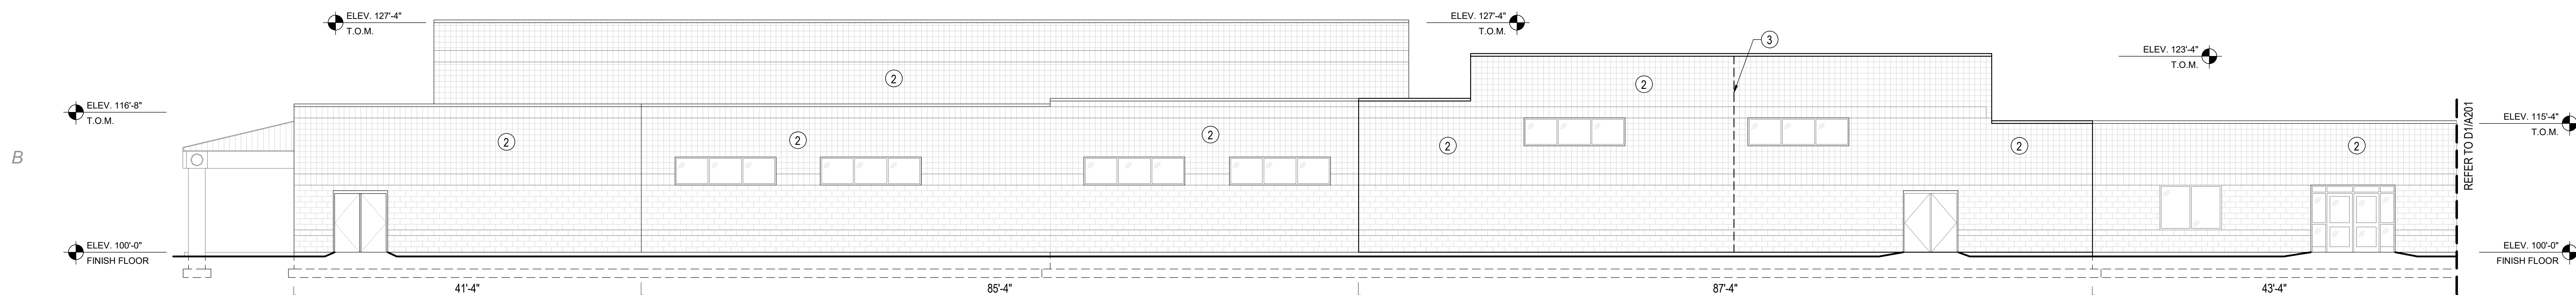 ELEV. 127'-4"
T.O.M.
ELEV. 127'-4"
T.O.M.
3
ELEV. 123'-4"
T.O.M.
2
2
ELEV. 116'-8"
T.O.M.
REFER TO D1/A201
ELEV. 115'-4"
T.O.M.
B
2
2
2
2
2
2
ELEV. 100'-0"
FINISH FLOOR
ELEV. 100'-0"
FINISH FLOOR
41'-4"
85'-4"
87'-4"
43'-4"